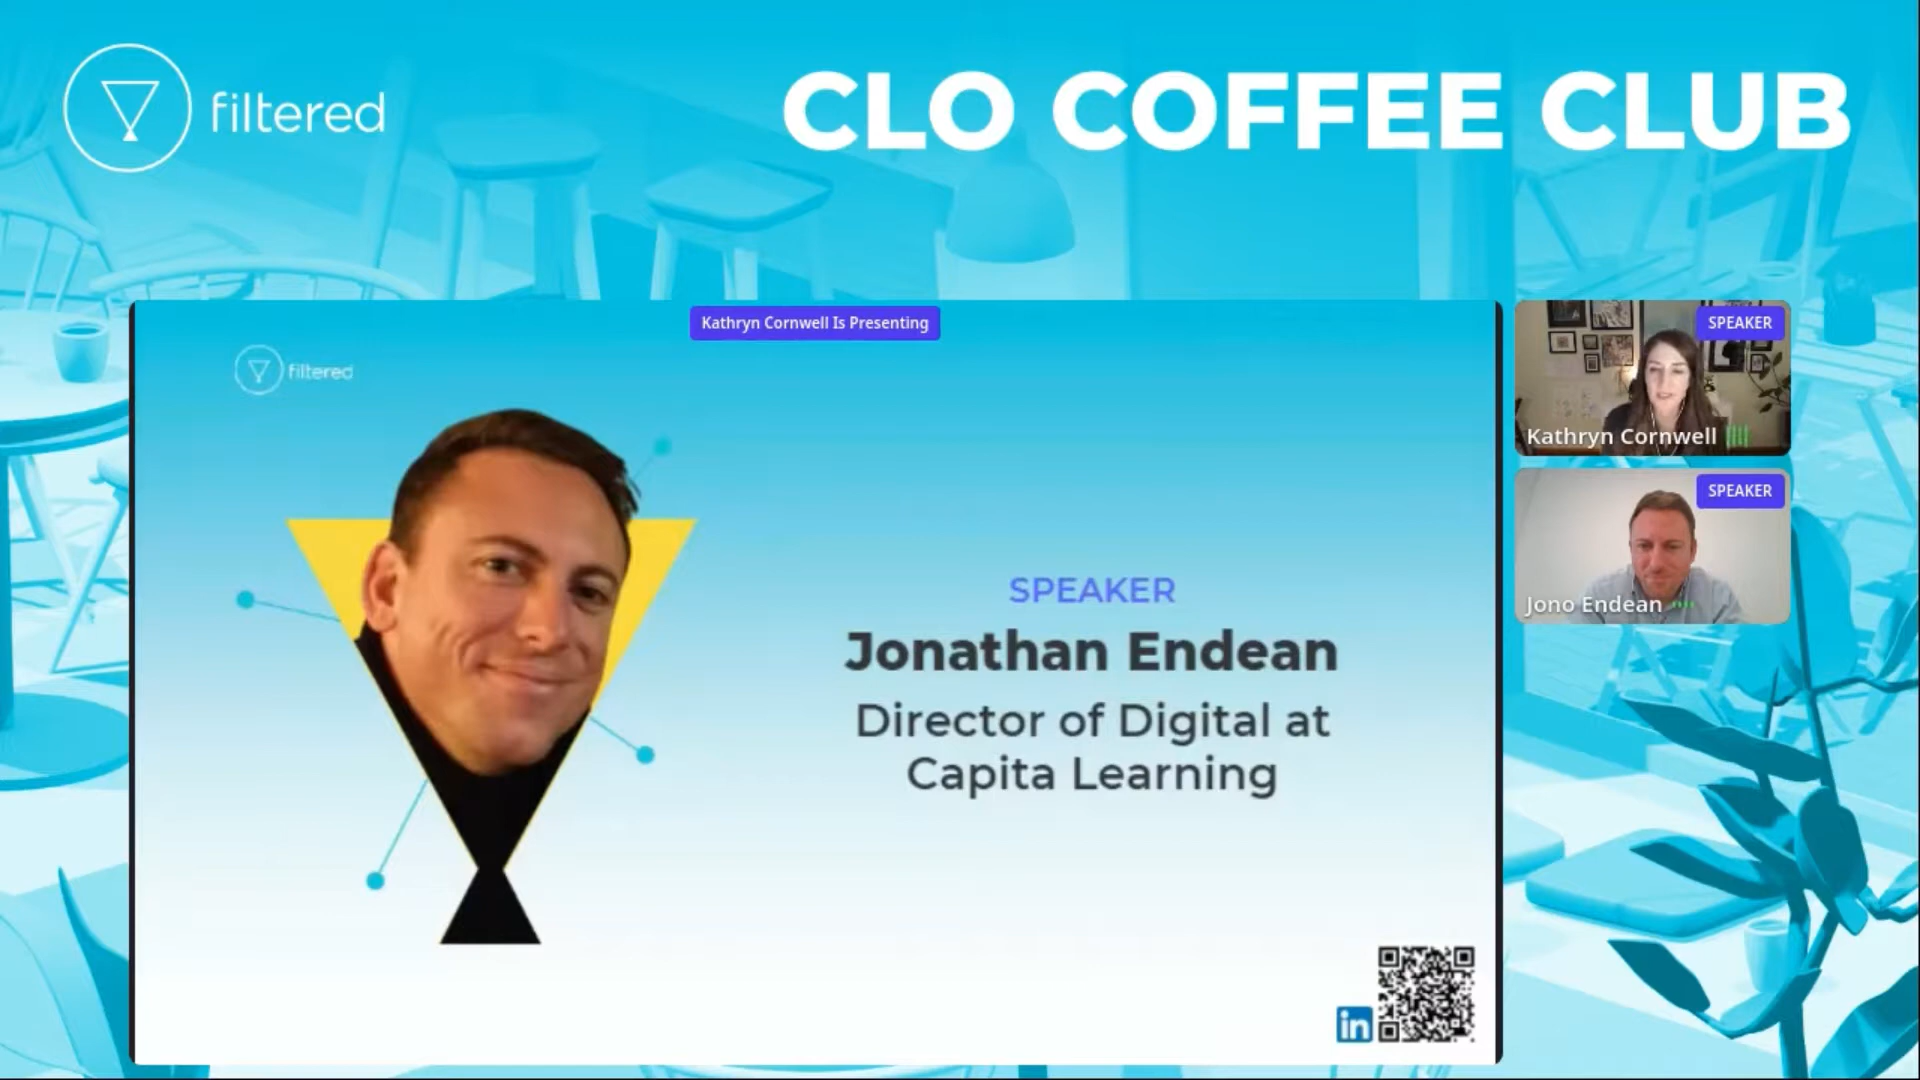 filtered
CLO COFFEE CLUB
Kathryn Cornwell Is Presenting
filtered
SPEAKER
Jonathan Endean
Director of Digital at
Capita Learning
in
SPEAKER
Kathryn Cornwell
SPEAKER
Jono Endean